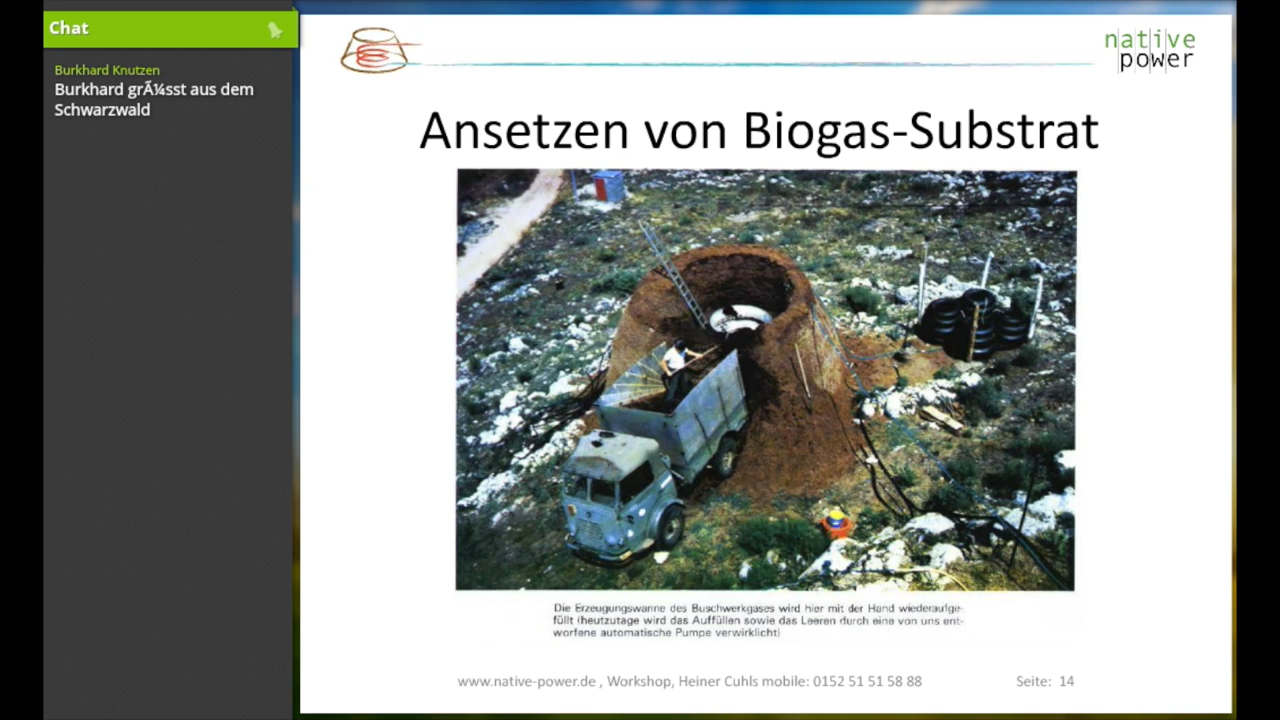 Chat
Burkhard Knutzen
Burkhard grÃ¼sst aus dem
Schwarzwald
native
power
Ansetzen von Biogas-Substrat
Die Erzeugungswanne des Buschwerkgases wird hier mit der Hand wiederaufge-
füllt (heutzutage wird das Auffüllen sowie das Leeren durch eine von uns ent-
worfene automatische Pumpe verwirklicht)
www.native-power.de , Workshop, Heiner Cuhls mobile: 0152 51 51 58 88
Seite: 14